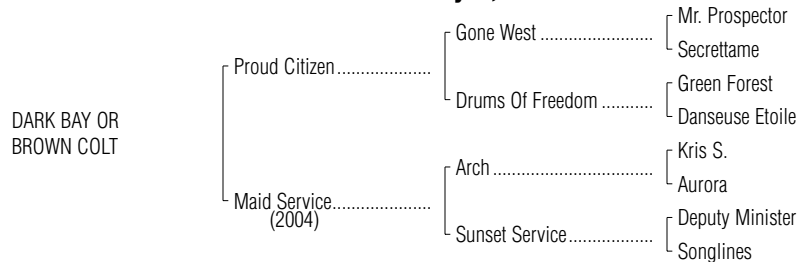 Mr. Prospector
Gone West ..........................
Secrettame
Proud Citizen......................
Green Forest
Drums Of Freedom ...........
Danseuse Etoile
DARK BAY OR
BROWN COLT
Kris S.
Arch .....................................
Aurora
Maid Service.......................
(2004)
Deputy Minister
Sunset Service...................
Songlines